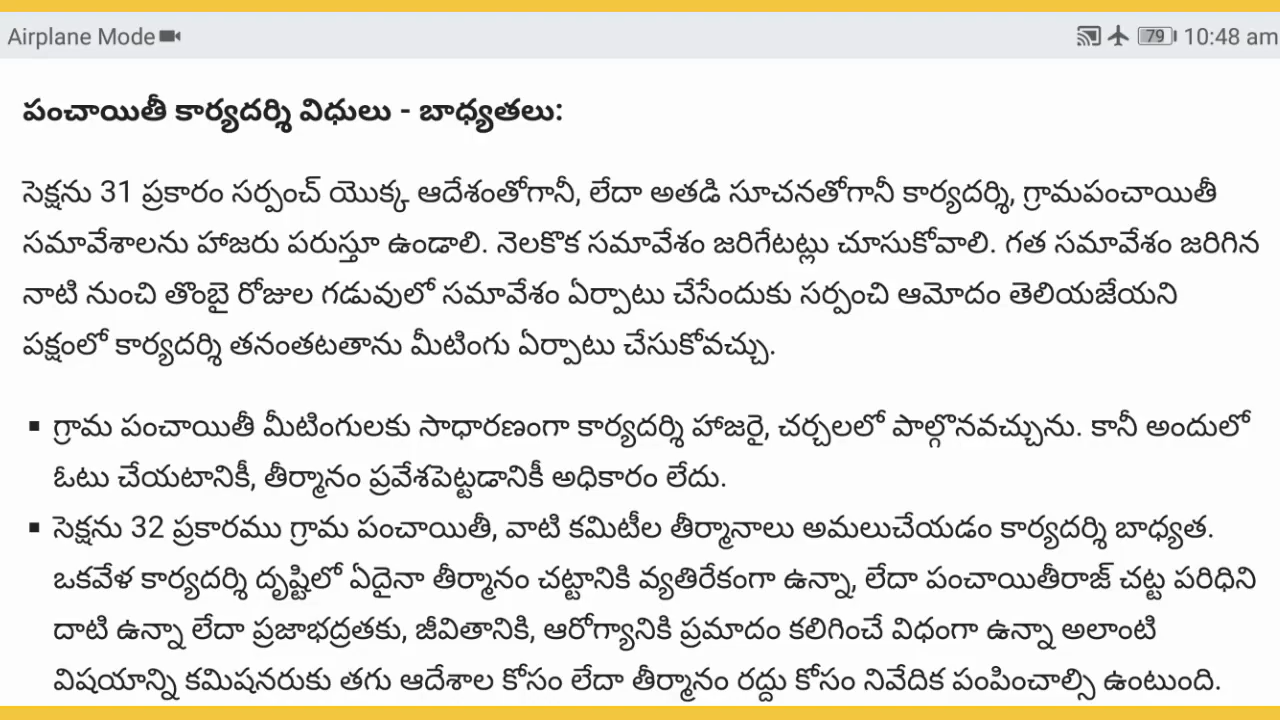 Airplane Mode 79 10:48 am
పంచాయితీ కార్యదర్శి విధులు - బాధ్యతలు:
సెక్షను 31 ప్రకారం సర్పంచ్ యొక్క ఆదేశంతోగానీ, లేదా అతడి సూచనతోగానీ కార్యదర్శి, గ్రామపంచాయితీ
సమావేశాలను హాజరు పరుస్తూ ఉండాలి. నెలకొక సమావేశం జరిగేటట్లు చూసుకోవాలి. గత సమావేశం జరిగిన
నాటి నుంచి తొంబై రోజుల గడువులో సమావేశం ఏర్పాటు చేసేందుకు సర్పంచి ఆమోదం తెలియజేయని
పక్షంలో కార్యదర్శి తనంతటతాను మీటింగు ఏర్పాటు చేసుకోవచ్చు.
▪ గ్రామ పంచాయితీ మీటింగులకు సాధారణంగా కార్యదర్శి హాజరై, చర్చలలో పాల్గొనవచ్చును. కానీ అందులో
ఓటు చేయటానికీ, తీర్మానం ప్రవేశపెట్టడానికీ అధికారం లేదు.
▪ సెక్షను 32 ప్రకారము గ్రామ పంచాయితీ, వాటి కమిటీల తీర్మానాలు అమలుచేయడం కార్యదర్శి బాధ్యత.
ఒకవేళ కార్యదర్శి దృష్టిలో ఏదైనా తీర్మానం చట్టానికి వ్యతిరేకంగా ఉన్నా, లేదా పంచాయితీరాజ్ చట్ట పరిధిని
దాటి ఉన్నా లేదా ప్రజాభద్రతకు, జీవితానికి, ఆరోగ్యానికి ప్రమాదం కలిగించే విధంగా ఉన్నా అలాంటి
విషయాన్ని కమిషనరుకు తగు ఆదేశాల కోసం లేదా తీర్మానం రద్దు కోసం నివేదిక పంపించాల్సి ఉంటుంది.